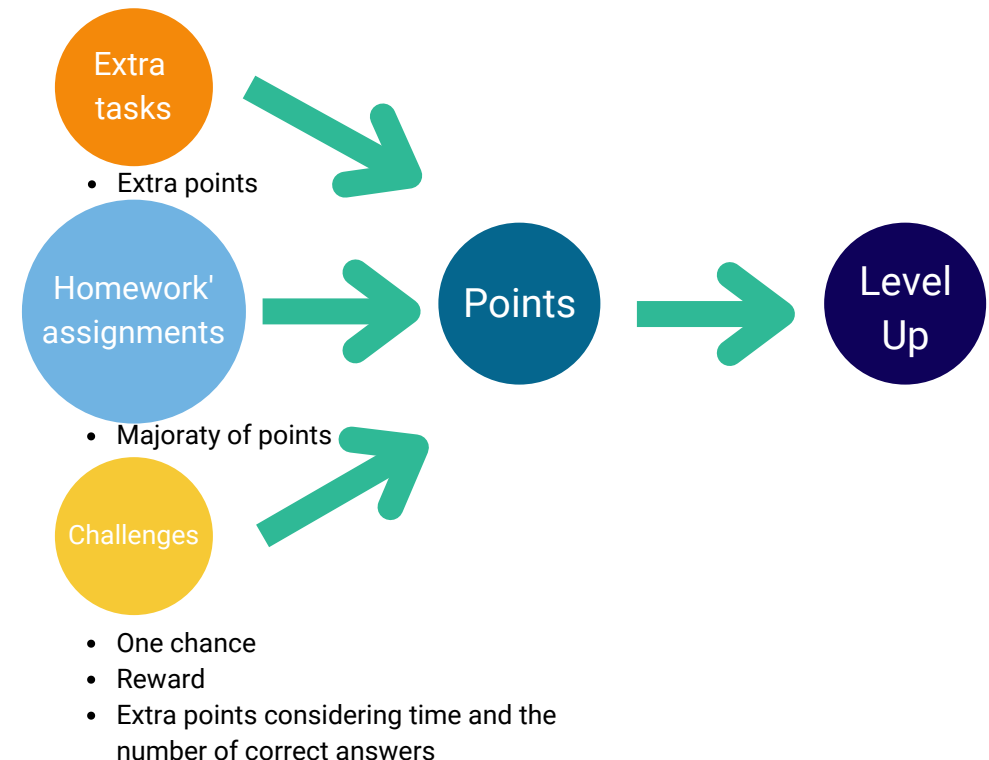 Extra
tasks
• Extra points
Homework'
assignments
• Majoraty of points
Challenges
• One chance
• Reward
• Extra points considering time and the
number of correct answers
Points
Level
Up